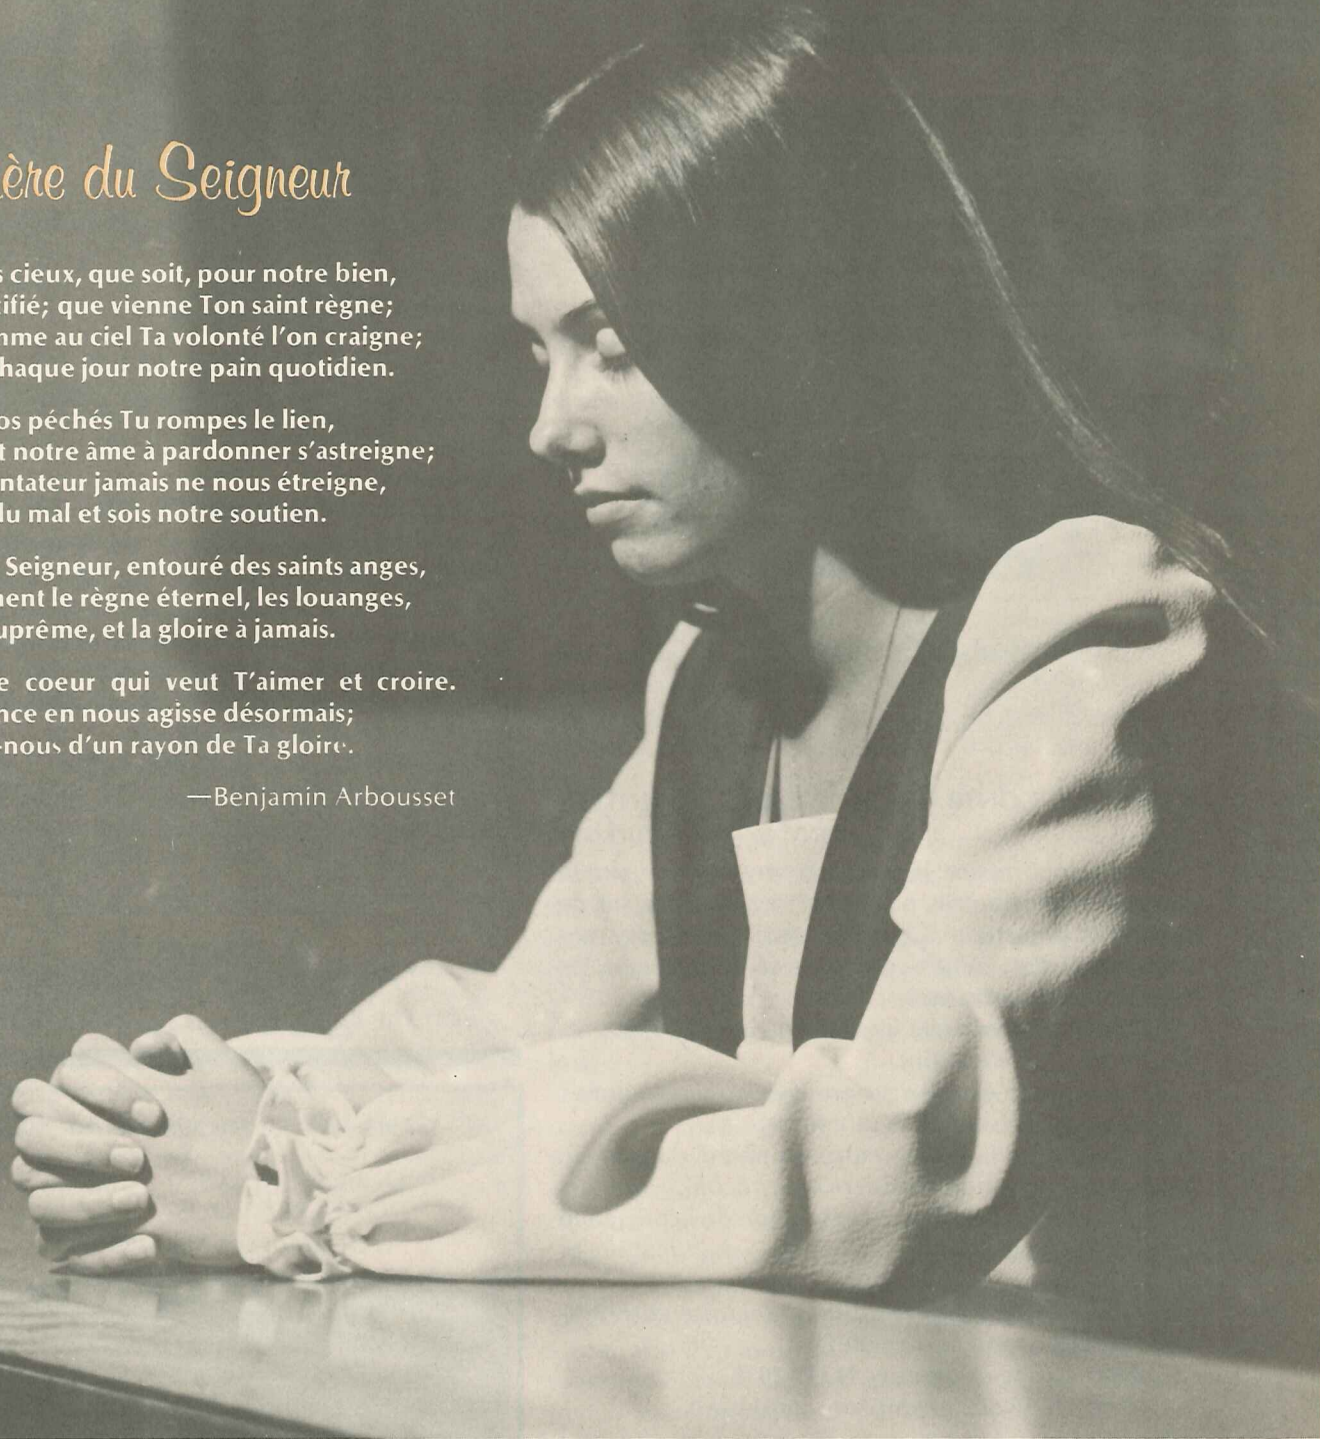 ère du Seigneur
cieux, que soit, pour notre bien,
ifié; que vienne Ton saint règne;
mme au ciel Ta volonté l'on craigne;
haque jour notre pain quotidien.
os péchés Tu rompes le lien,
t notre âme à pardonner s'astreigne;
ntateur jamais ne nous étreigne,
du mal et sois notre soutien.
Seigneur, entouré des saints anges,
ment le règne éternel, les louanges,
uprême, et la gloire à jamais.
e coeur qui veut T'aimer et croire.
nce en nous agisse désormais;
-nous d'un rayon de Ta gloire.
—Benjamin Arbousset